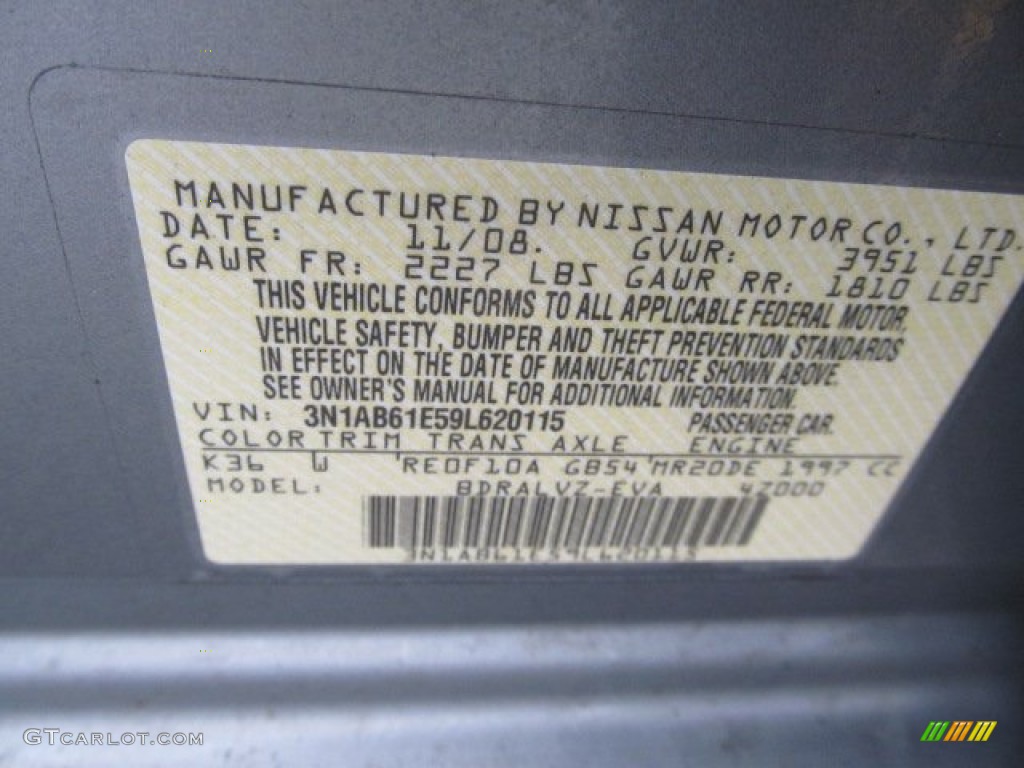 MANUFACTURED BY NISSAN MOTOR CO., LTD.
DATE: 11/08. GVWR: 3951 LBS
GAWR FR: 2227 LBS GAWR RR: 1810 LBS
THIS VEHICLE CONFORMS TO ALL APPLICABLE FEDERAL MOTOR
VEHICLE SAFETY, BUMPER AND THEFT PREVENTION STANDARDS
IN EFFECT ON THE DATE OF MANUFACTURE SHOWN ABOVE.
SEE OWNER'S MANUAL FOR ADDITIONAL INFORMATION.
VIN: 3N1AB61E59L620115 PASSENGER CAR.
COLOR TRIM TRANS AXLE ENGINE
K36 W RE0F10A GB54 MR20DE 1997 CC
MODEL: BDRALVZ-EVA 47000
3N1AB61E59L620115
GTCARLOT.COM